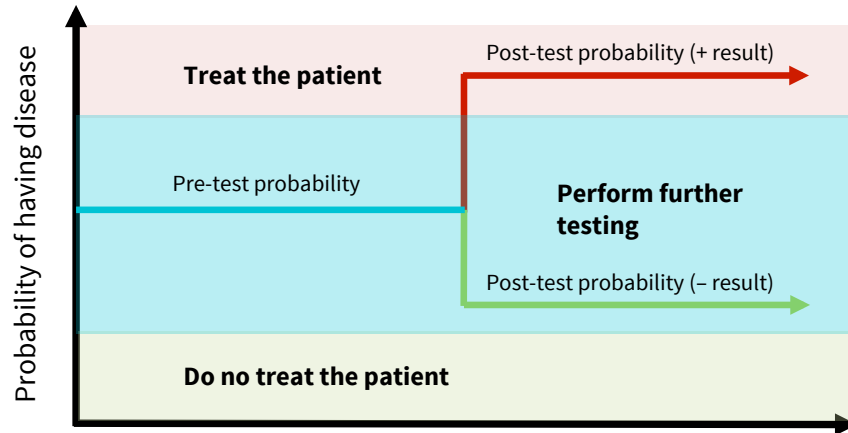 Probability of having disease
Treat the patient
Post-test probability (+ result)
Pre-test probability
Perform further
testing
Post-test probability (– result)
Do no treat the patient